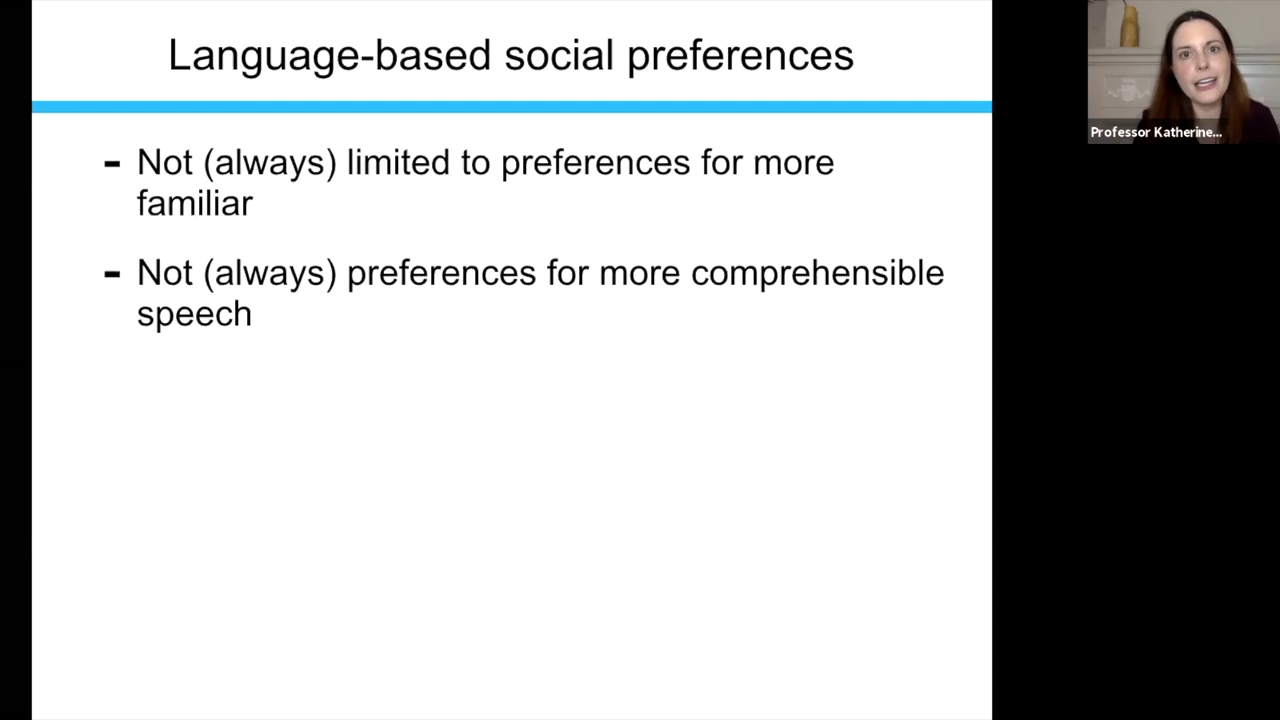 Language-based social preferences
Professor Katherine...
- Not (always) limited to preferences for more
familiar
- Not (always) preferences for more comprehensible
speech